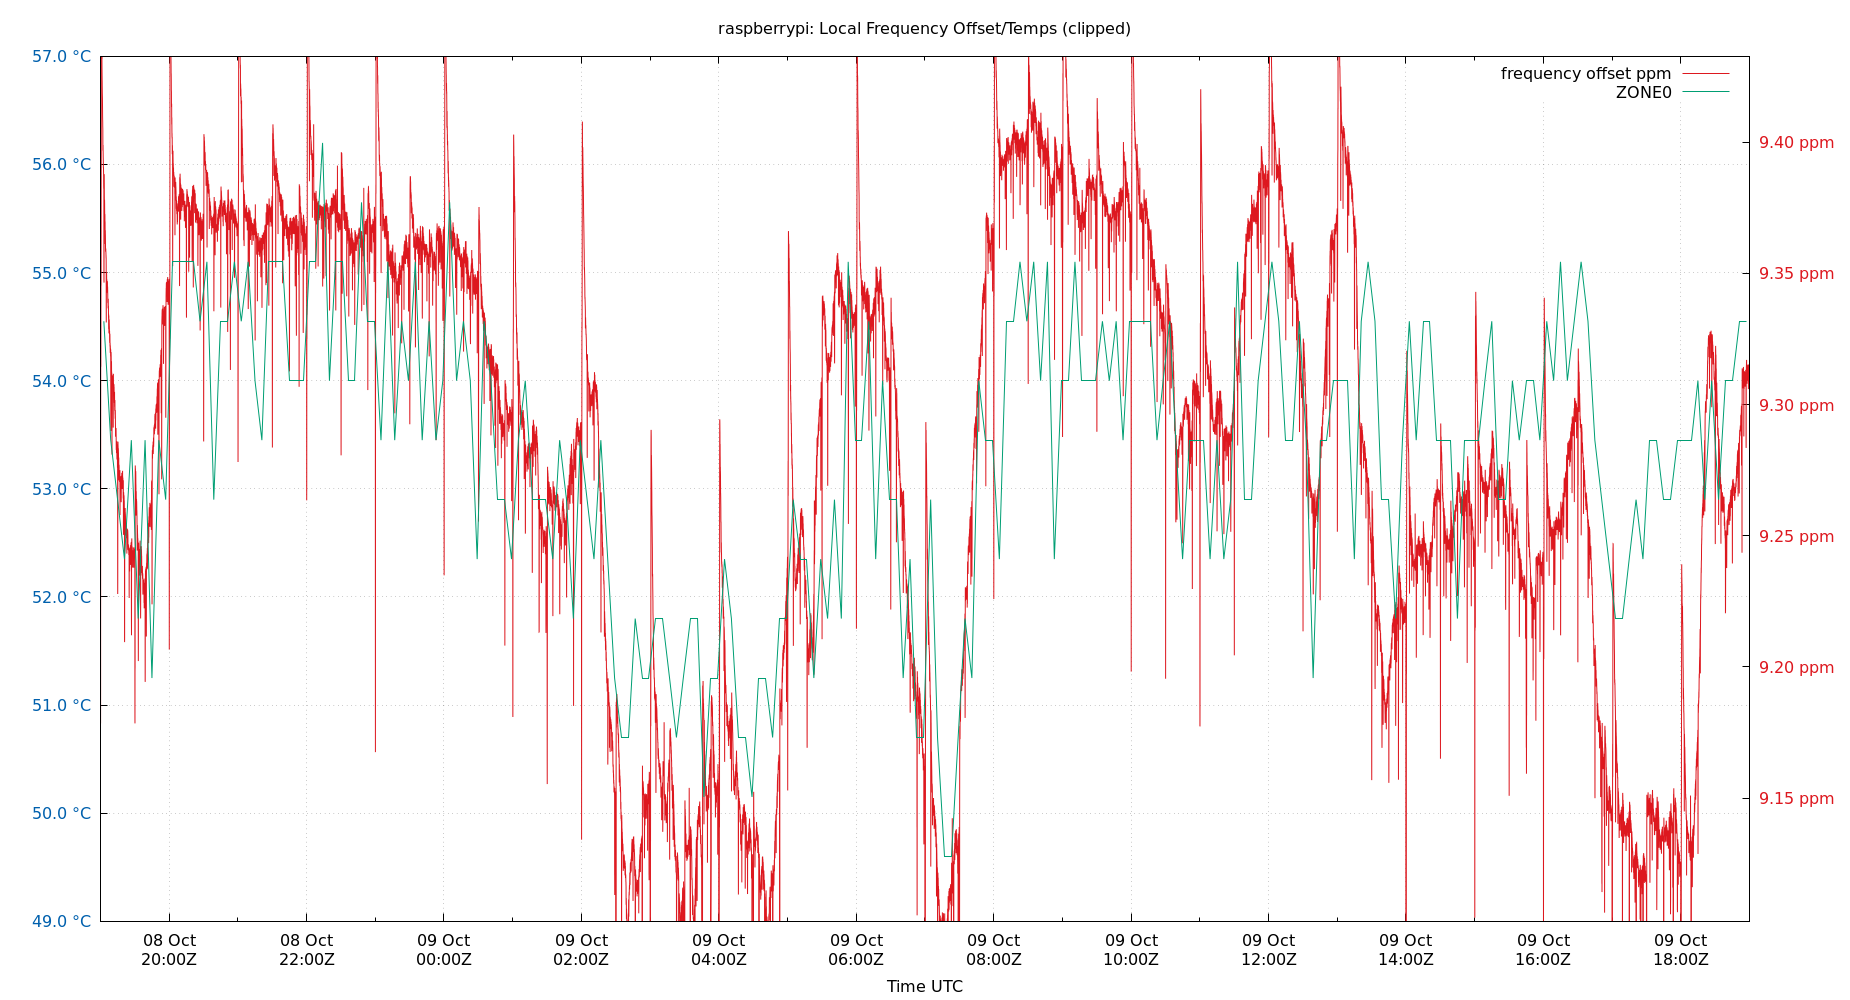 raspberrypi: Local Frequency Offset/Temps (clipped)
57.0 °C
56.0 °C
55.0 °C
54.0 °C
53.0 °C
52.0 °C
51.0 °C
50.0 °C
49.0 °C
frequency offset ppm
ZONE0
9.40 ppm
9.35 ppm
9.30 ppm
9.25 ppm
9.20 ppm
9.15 ppm
08 Oct 08 Oct 09 Oct 09 Oct 09 Oct 09 Oct 09 Oct 09 Oct 09 Oct 09 Oct 09 Oct 09 Oct
20:00Z 22:00Z 00:00Z 02:00Z 04:00Z 06:00Z 08:00Z 10:00Z 12:00Z 14:00Z 16:00Z 18:00Z
Time UTC